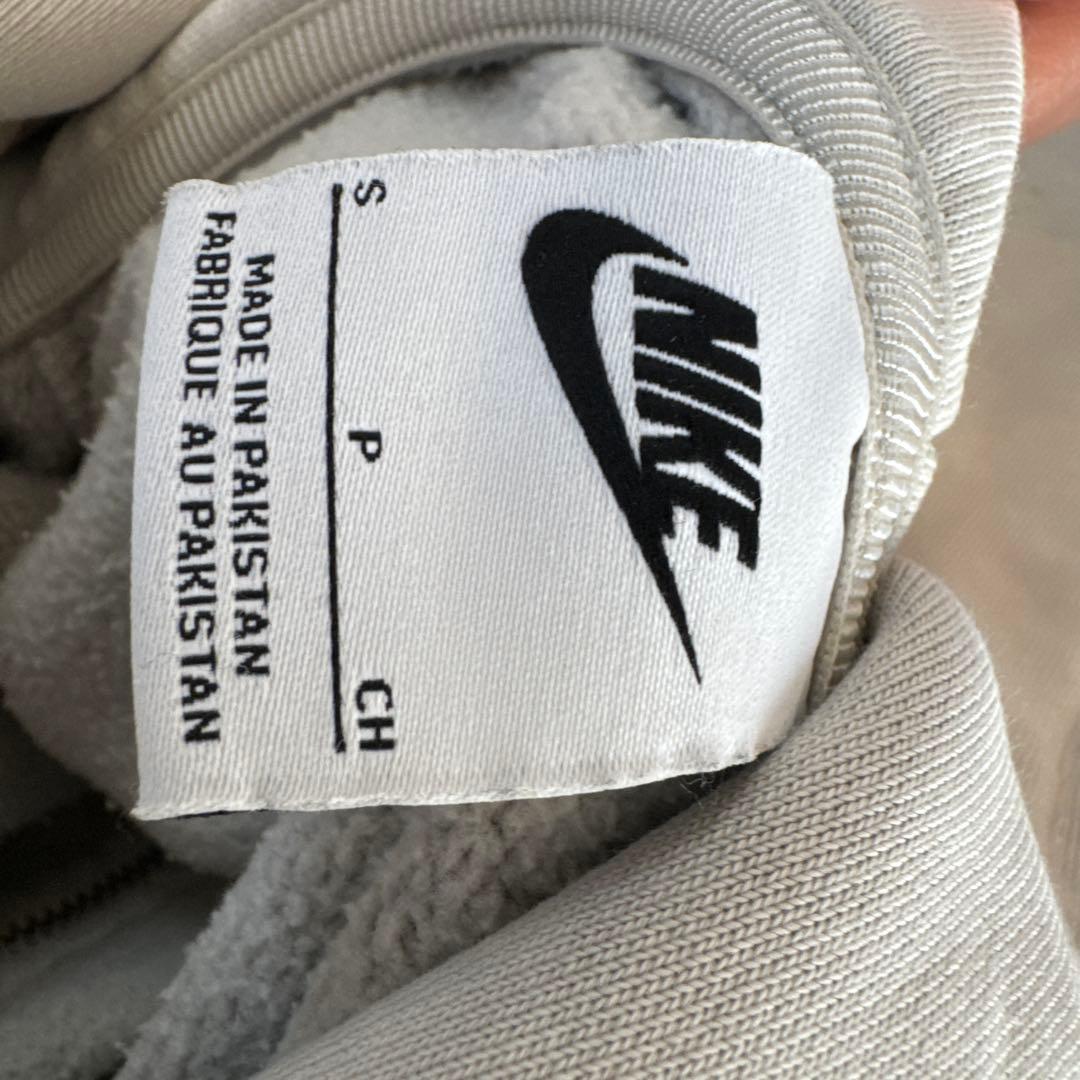 NIKE
S P CH
MADE IN PAKISTAN
FABRIQUE AU PAKISTAN